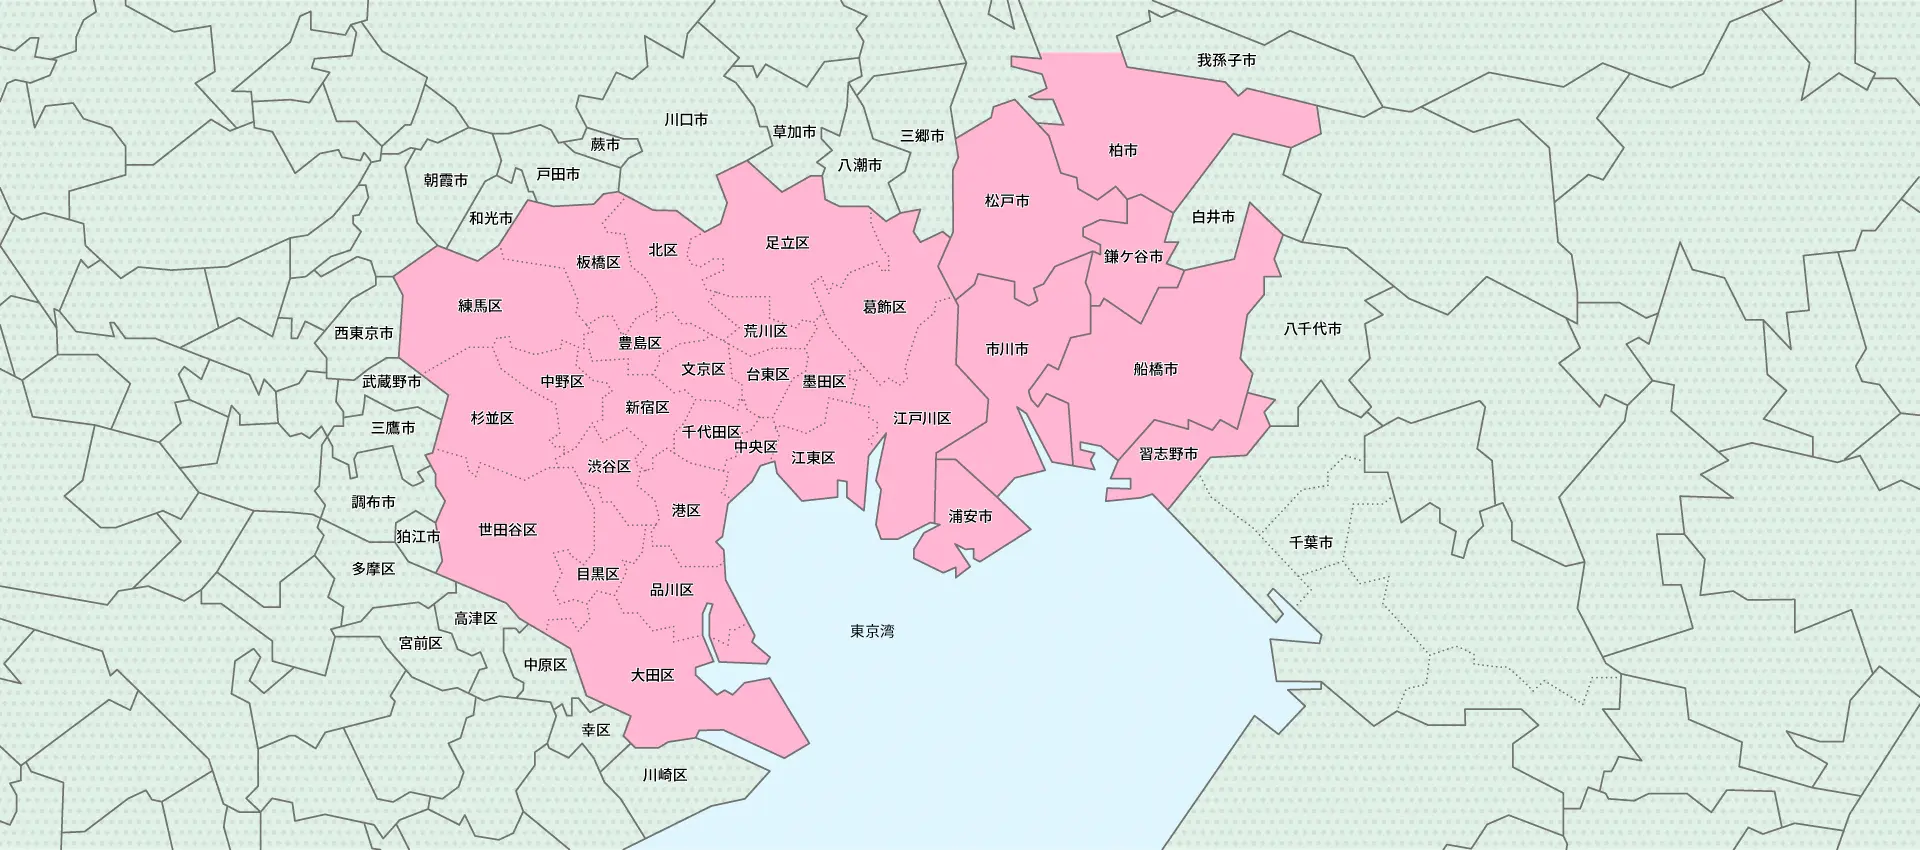 我孫子市
川口市
草加市
三郷市
蕨市
柏市
八潮市
戸田市
朝霞市
松戸市
和光市
白井市
足立区
北区
鎌ケ谷市
板橋区
練馬区
葛飾区
八千代市
荒川区
西東京市
豊島区
市川市
文京区
船橋市
台東区
中野区
墨田区
武蔵野市
新宿区
杉並区
江戸川区
三鷹市
千代田区
中央区
習志野市
江東区
渋谷区
調布市
港区
浦安市
世田谷区
狛江市
千葉市
多摩区
目黒区
品川区
高津区
東京湾
宮前区
中原区
大田区
幸区
川崎区